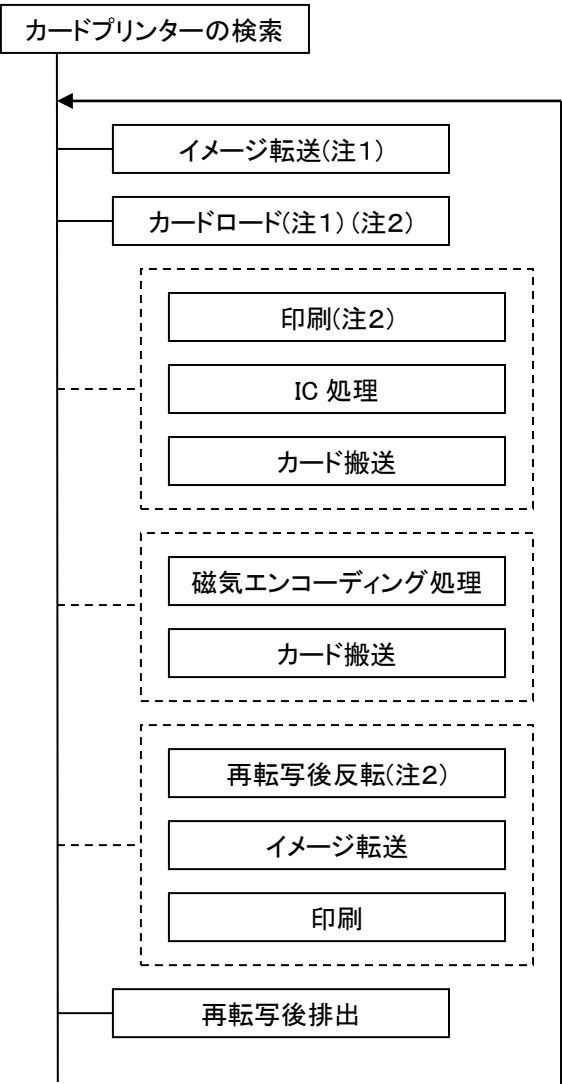 カードプリンターの検索
イメージ転送(注1)
カードロード(注1)(注2)
印刷(注2)
IC 処理
カード搬送
磁気エンコーディング処理
カード搬送
再転写後反転(注2)
イメージ転送
印刷
再転写後排出